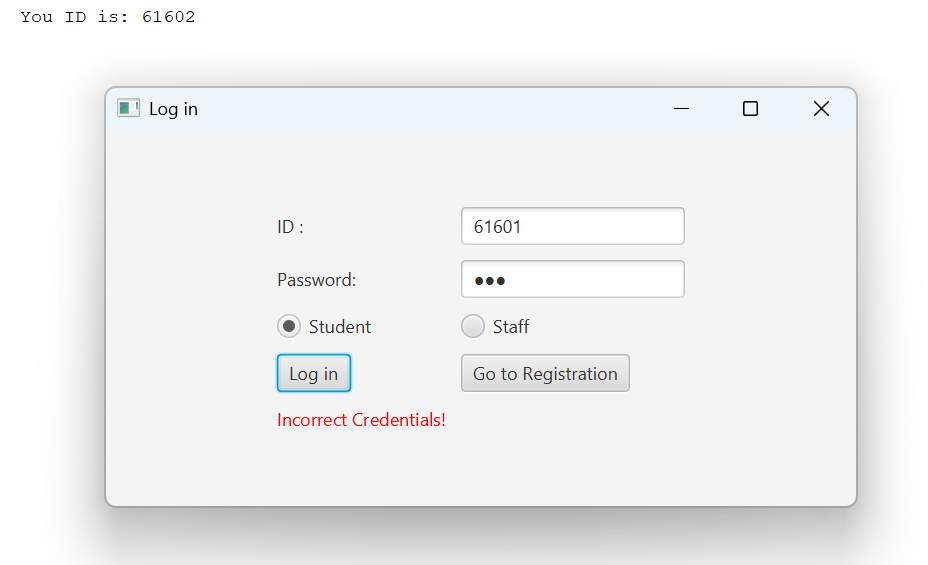 You ID is: 61602
Log in
ID : 61601
Password: ●●●
Student Staff
Log in Go to Registration
Incorrect Credentials!